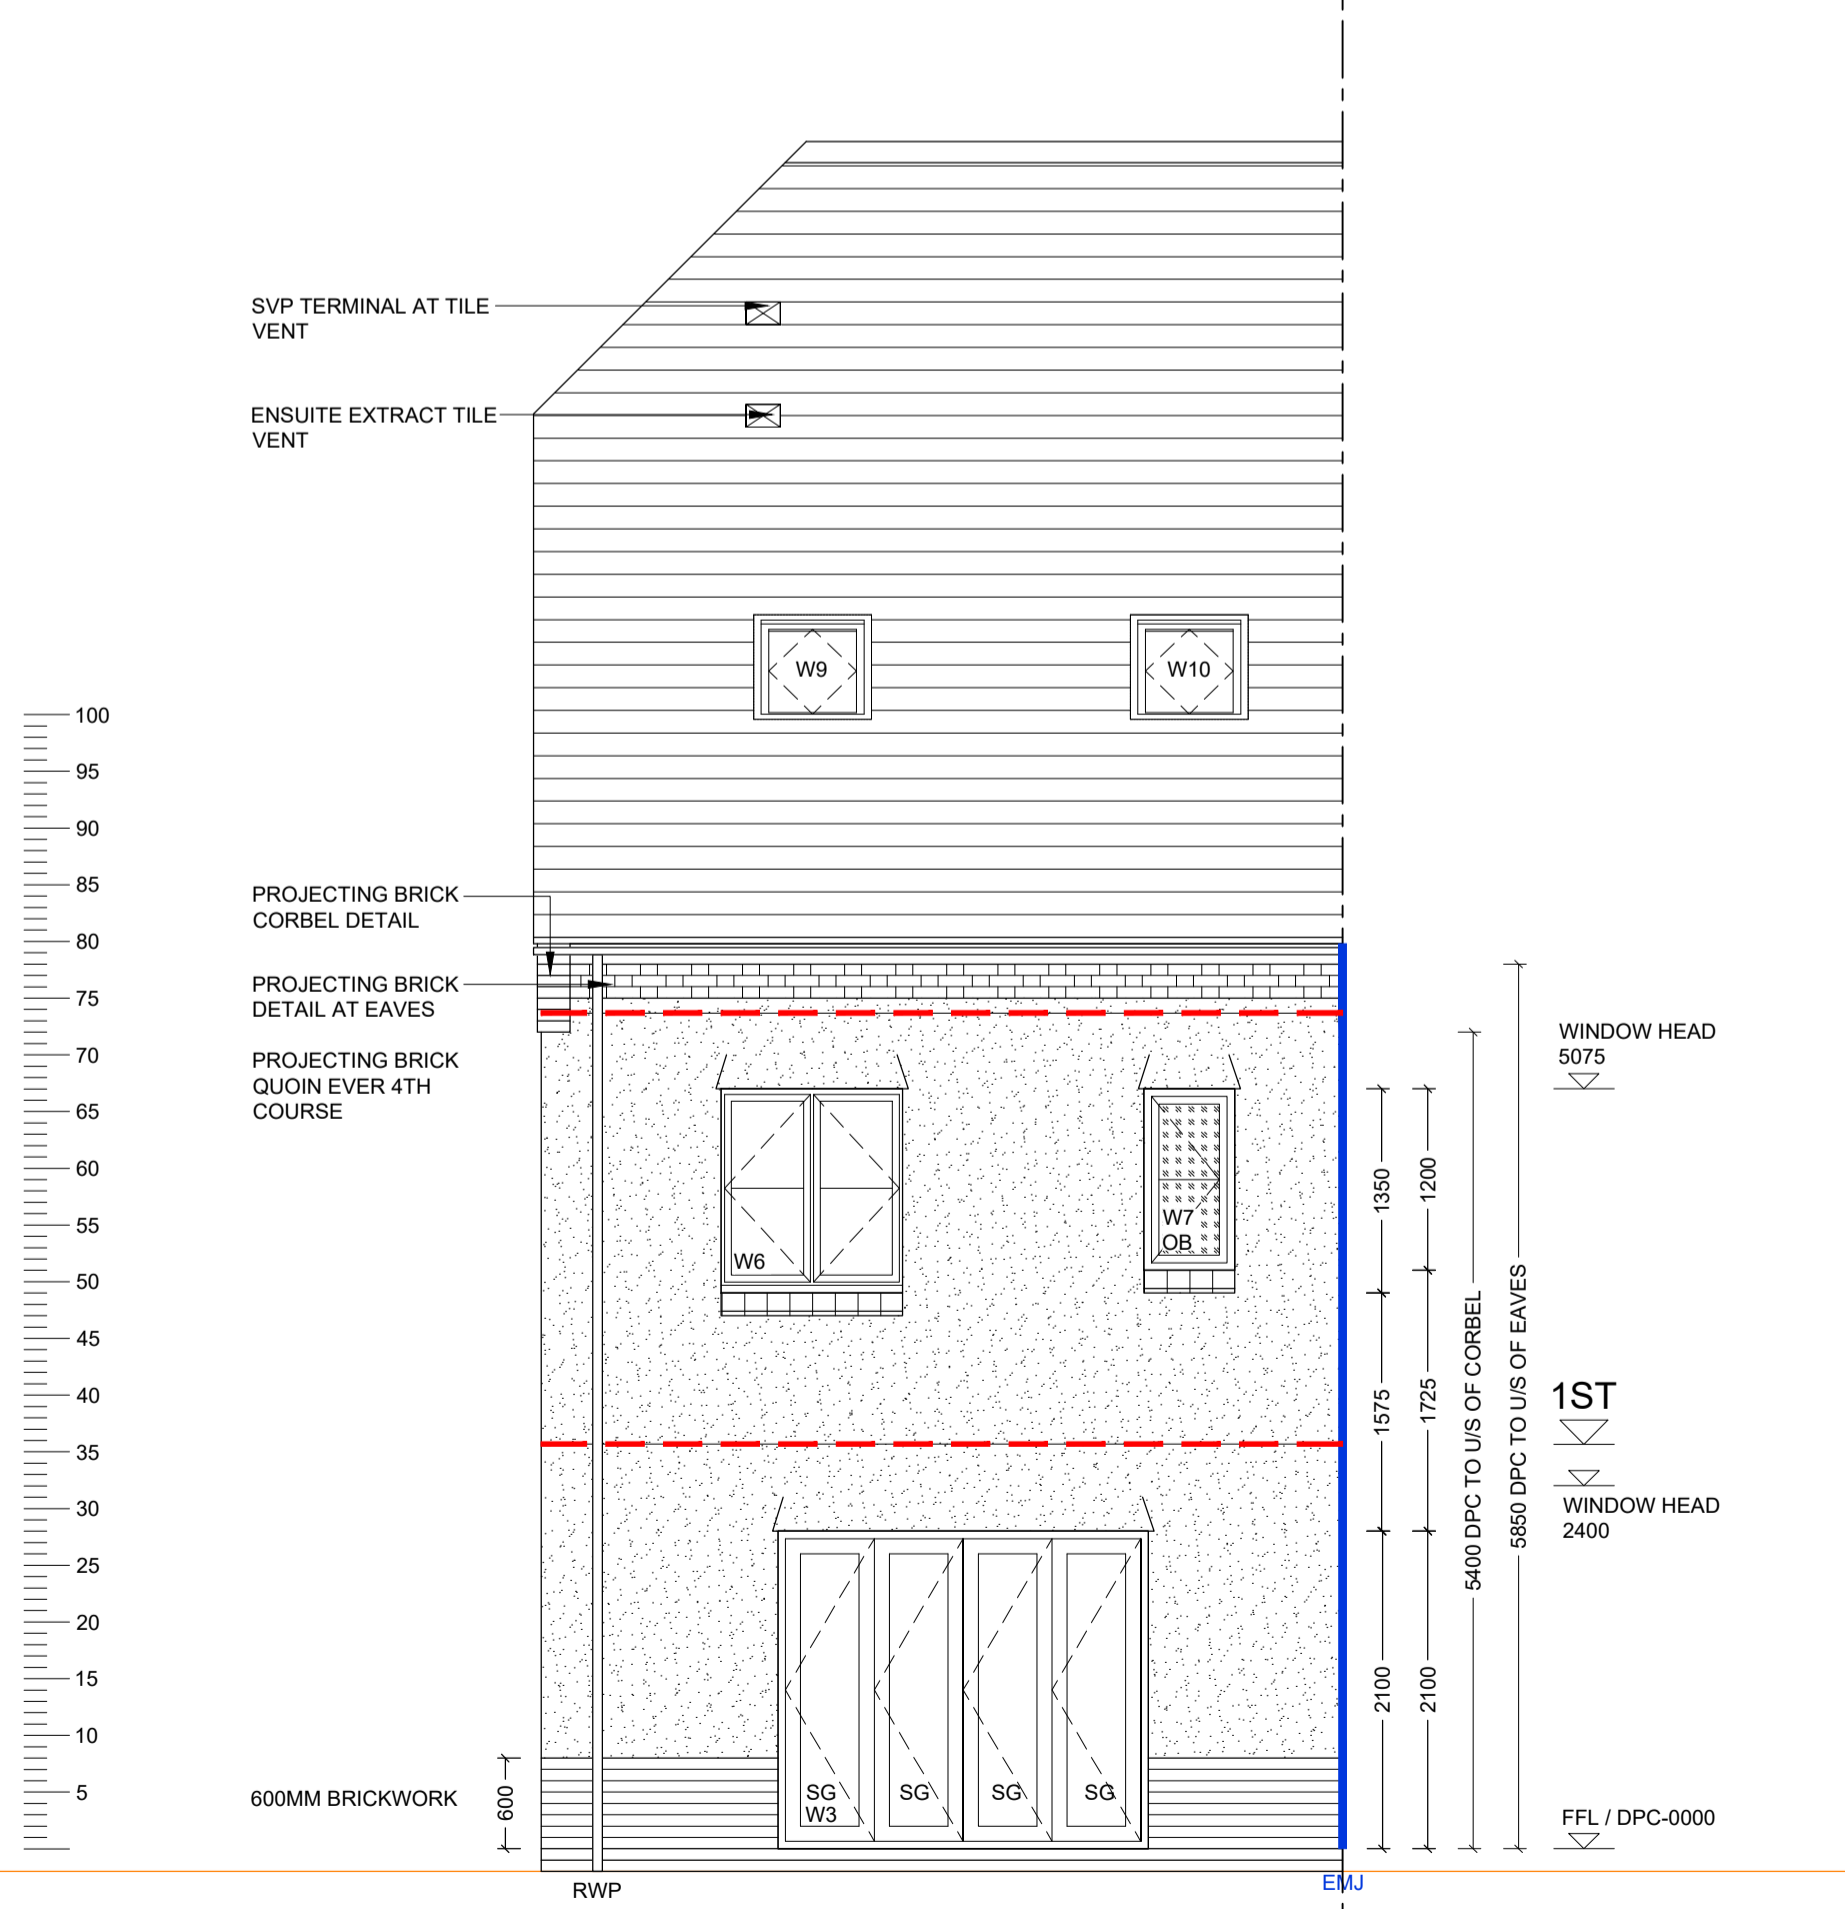 SVP TERMINAL AT TILE
VENT
ENSUITE EXTRACT TILE
VENT
W9
W10
100
95
90
85
80
75
70
65
60
55
50
45
40
35
30
25
20
15
10
5
PROJECTING BRICK
CORBEL DETAIL
PROJECTING BRICK
DETAIL AT EAVES
PROJECTING BRICK
QUOIN EVER 4TH
COURSE
600MM BRICKWORK
600
W6
W7
OB
SG
W3
SG
SG
SG
RWP
EMJ
1350
1575
2100
1200
1725
2100
5400 DPC TO U/S OF CORBEL
5850 DPC TO U/S OF EAVES
WINDOW HEAD
5075
1ST
WINDOW HEAD
2400
FFL / DPC-0000